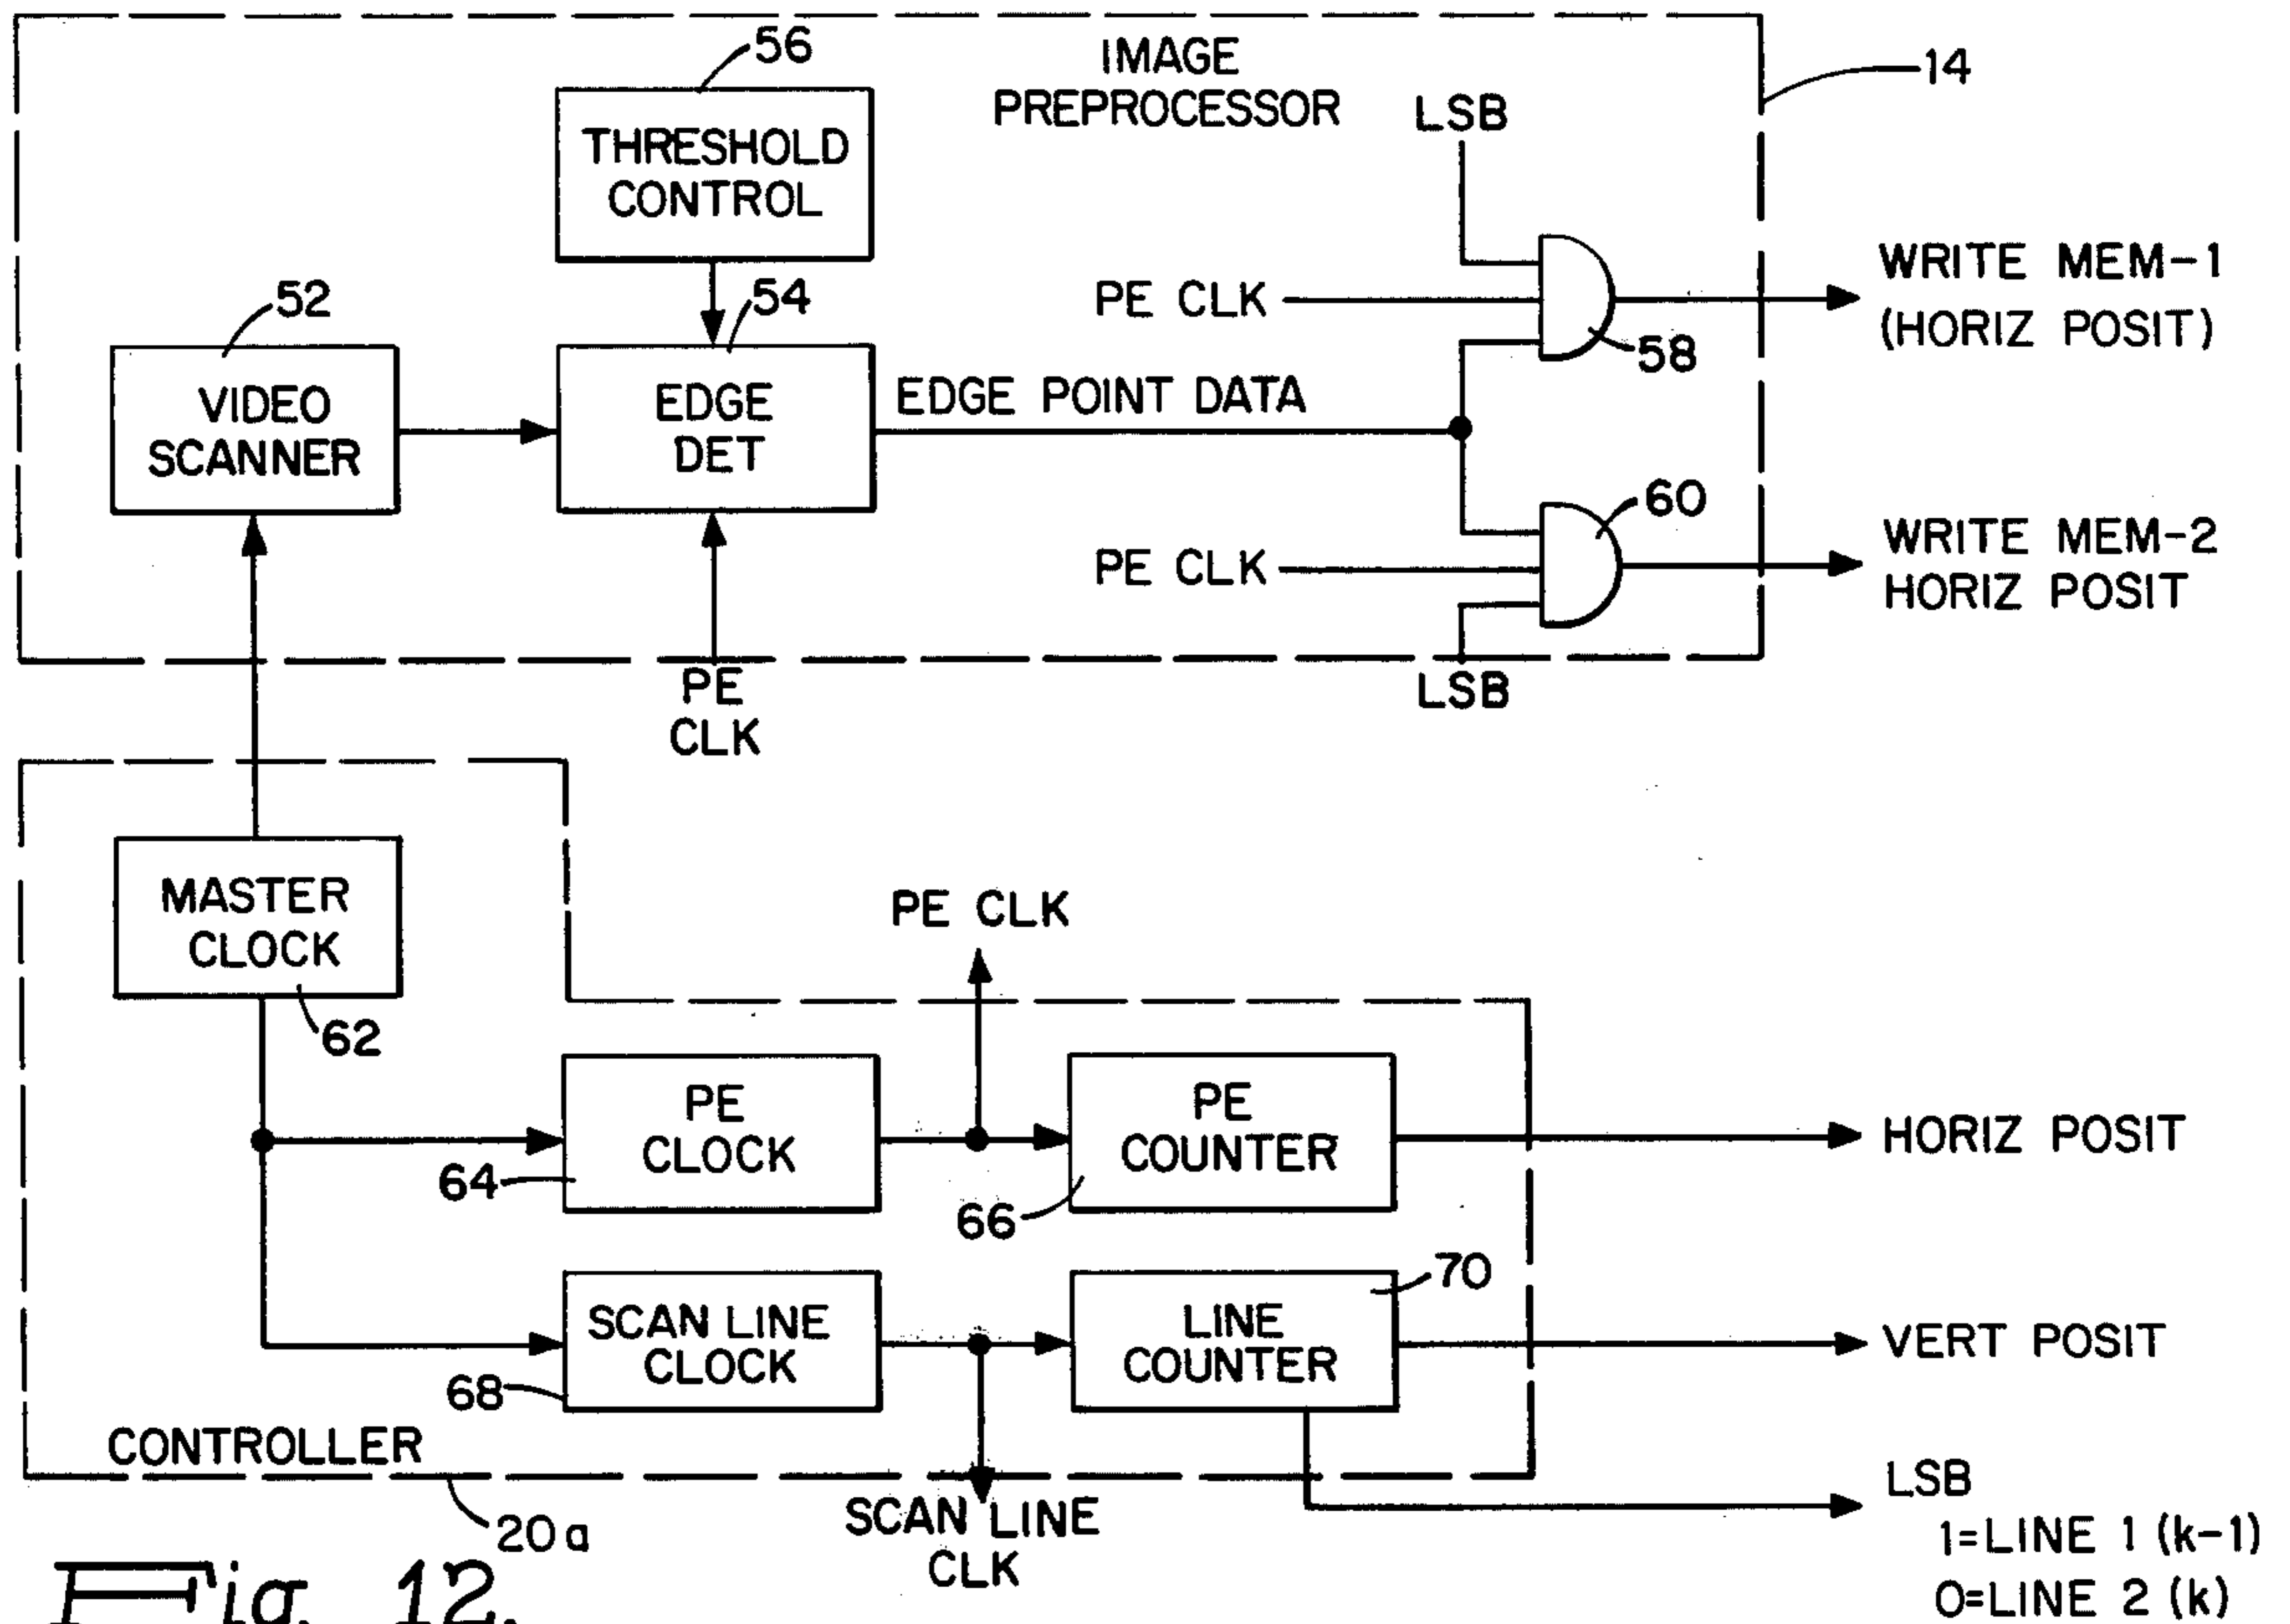 56
IMAGE
PREPROCESSOR
14
LSB
THRESHOLD
CONTROL
WRITE MEM-1
(HORIZ POSIT)
PE CLK
58
52
54
VIDEO
SCANNER
EDGE
DET
EDGE POINT DATA
60
PE CLK
WRITE MEM-2
HORIZ POSIT
PE
CLK
LSB
MASTER
CLOCK
62
PE CLK
PE
CLOCK
64
PE
COUNTER
66
HORIZ POSIT
SCAN LINE
CLOCK
68
LINE
COUNTER
70
VERT POSIT
CONTROLLER
20a
SCAN LINE
CLK
LSB
1=LINE 1 (k-1)
0=LINE 2 (k)
Fig. 12.